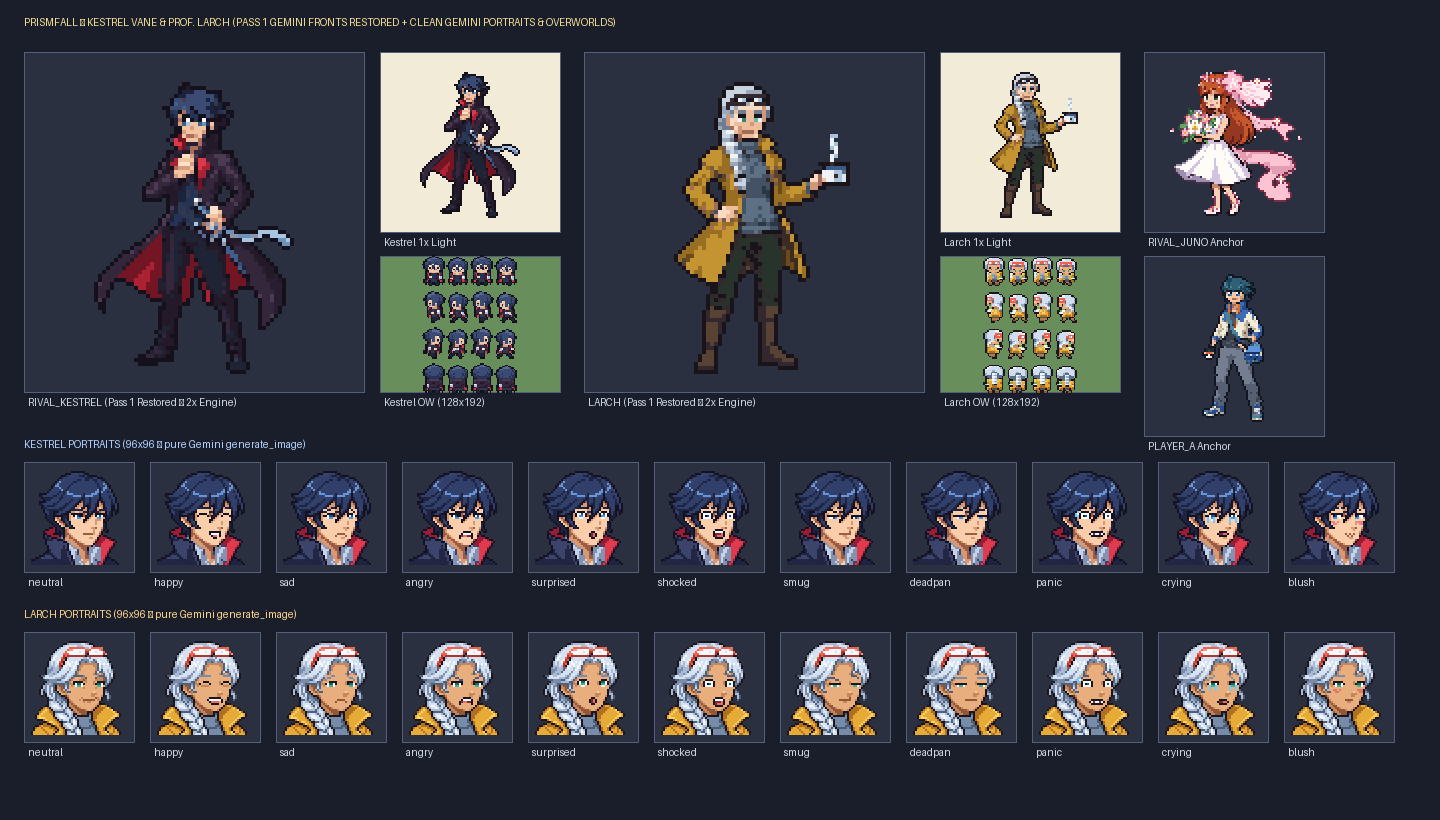 PRISMFALL ▯ KESTREL VANE & PROF. LARCH (PASS 1 GEMINI FRONTS RESTORED + CLEAN GEMINI PORTRAITS & OVERWORLDS)
Kestrel 1x Light
Larch 1x Light
RIVAL_JUNO Anchor
RIVAL_KESTREL (Pass 1 Restored ▯ 2x Engine)
Kestrel OW (128x192)
LARCH (Pass 1 Restored ▯ 2x Engine)
Larch OW (128x192)
PLAYER_A Anchor
KESTREL PORTRAITS (96x96 ▯ pure Gemini generate_image)
neutral
happy
sad
angry
surprised
shocked
smug
deadpan
panic
crying
blush
LARCH PORTRAITS (96x96 ▯ pure Gemini generate_image)
neutral
happy
sad
angry
surprised
shocked
smug
deadpan
panic
crying
blush